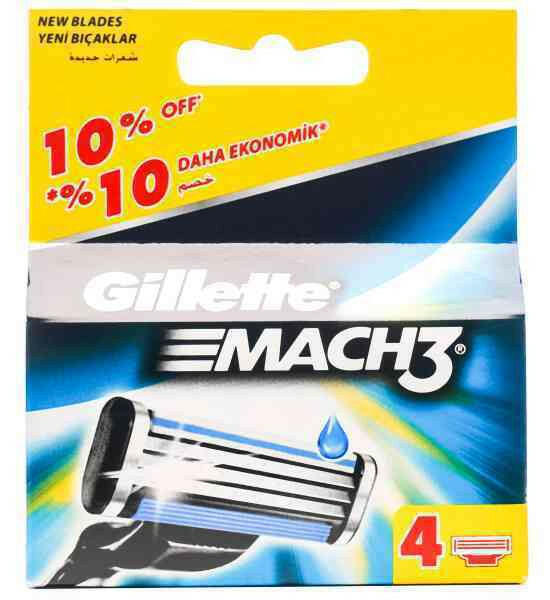 NEW BLADES
YENİ BIÇAKLAR
شفرات جديدة
10% OFF*
*%10 DAHA EKONOMİK*
خصم
Gillette®
MACH3®
4